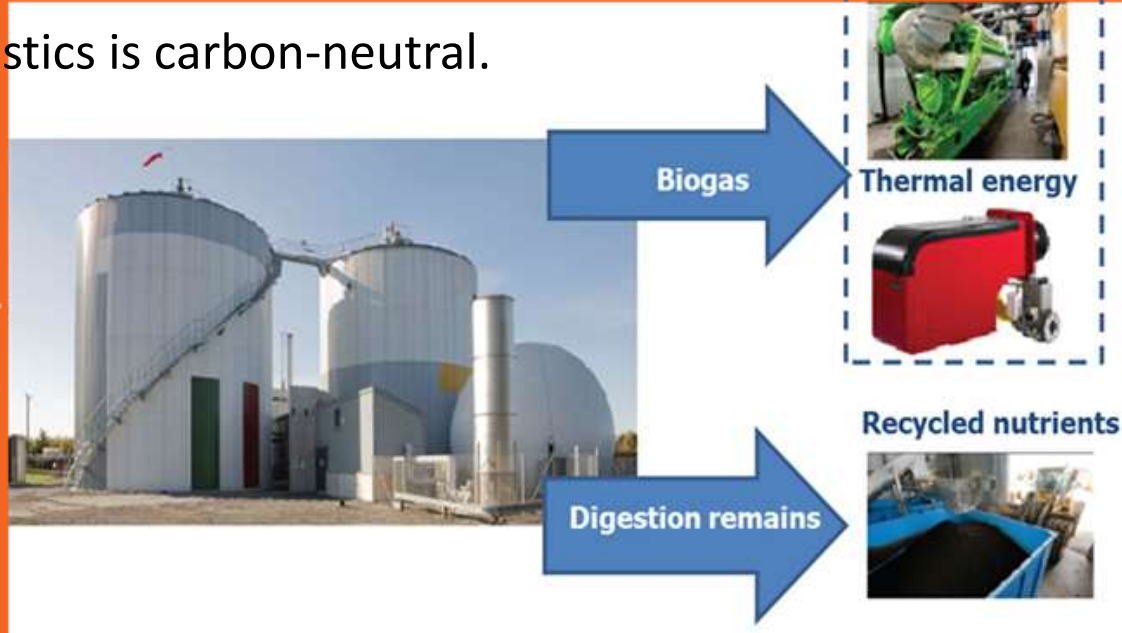 stics is carbon-neutral.
Biogas
Thermal energy
Recycled nutrients
Digestion remains